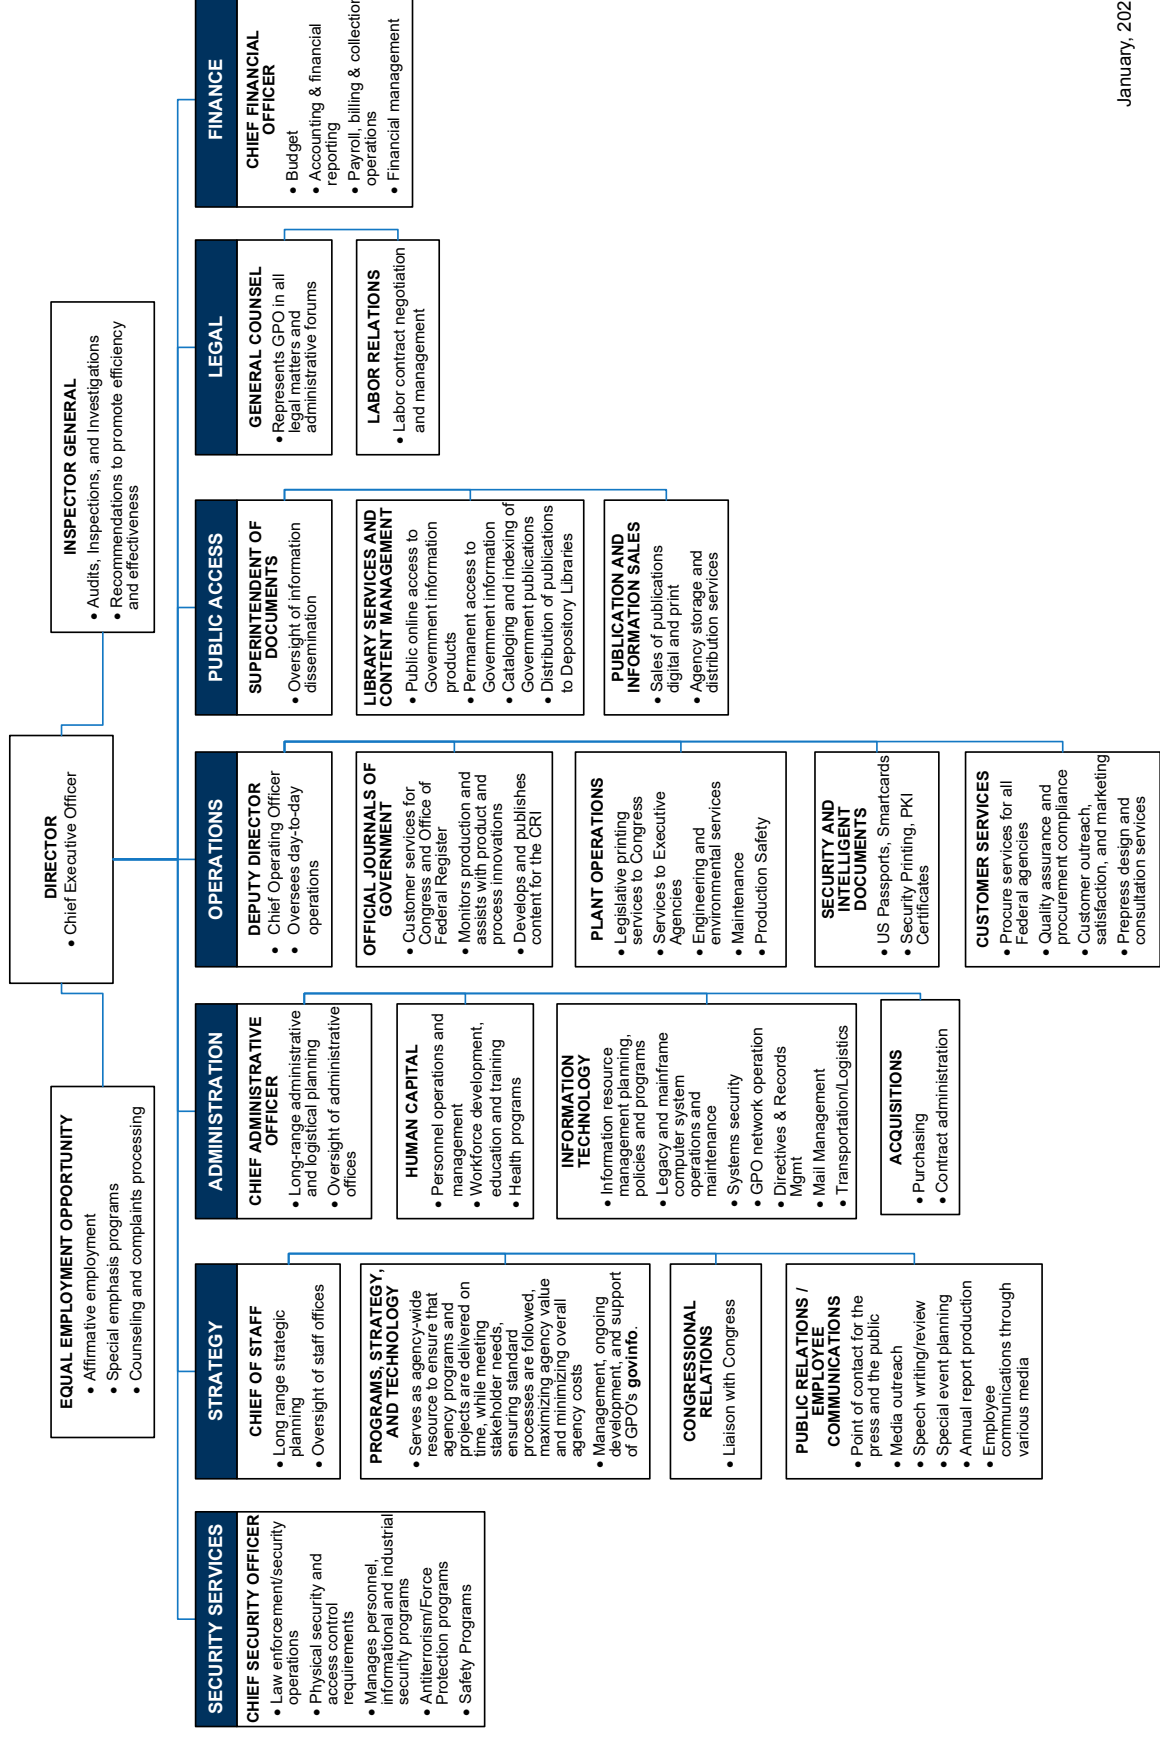 DIRECTOR
• Chief Executive Officer
EQUAL EMPLOYMENT OPPORTUNITY
• Affirmative employment
• Special emphasis programs
• Counseling and complaints processing
INSPECTOR GENERAL
• Audits, Inspections, and Investigations
• Recommendations to promote efficiency
and effectiveness
SECURITY SERVICES
CHIEF SECURITY OFFICER
• Law enforcement/security
operations
• Physical security and
access control
requirements
• Manages personnel,
informational and industrial
security programs
• Antiterrorism/Force
Protection programs
• Safety Programs
STRATEGY
CHIEF OF STAFF
• Long range strategic
planning
• Oversight of staff offices
PROGRAMS, STRATEGY,
AND TECHNOLOGY
• Serves as agency-wide
resource to ensure that
agency programs and
projects are delivered on
time, while meeting
stakeholder needs,
ensuring standard
processes are followed,
maximizing agency value
and minimizing overall
agency costs
• Management, ongoing
development, and support
of GPO's govinfo.
CONGRESSIONAL
RELATIONS
• Liaison with Congress
PUBLIC RELATIONS /
EMPLOYEE
COMMUNICATIONS
• Point of contact for the
press and the public
• Media outreach
• Speech writing/review
• Special event planning
• Annual report production
• Employee
communications through
various media
ADMINISTRATION
CHIEF ADMINISTRATIVE
OFFICER
• Long-range administrative
and logistical planning
• Oversight of administrative
offices
HUMAN CAPITAL
• Personnel operations and
management
• Workforce development,
education and training
• Health programs
INFORMATION
TECHNOLOGY
• Information resource
management planning,
policies and programs
• Legacy and mainframe
computer system
operations and
maintenance
• Systems security
• GPO network operation
• Directives & Records
Mgmt
• Mail Management
• Transportation/Logistics
ACQUISITIONS
• Purchasing
• Contract administration
OPERATIONS
DEPUTY DIRECTOR
• Chief Operating Officer
• Oversees day-to-day
operations
OFFICIAL JOURNALS OF
GOVERNMENT
• Customer services for
Congress and Office of
Federal Register
• Monitors production and
assists with product and
process innovations
• Develops and publishes
content for the CRI
PLANT OPERATIONS
• Legislative printing
services to Congress
• Services to Executive
Agencies
• Engineering and
environmental services
• Maintenance
• Production Safety
SECURITY AND
INTELLIGENT
DOCUMENTS
• US Passports, Smartcards
• Security Printing, PKI
Certificates
CUSTOMER SERVICES
• Procure services for all
Federal agencies
• Quality assurance and
procurement compliance
• Customer outreach,
satisfaction, and marketing
• Prepress design and
consultation services
PUBLIC ACCESS
SUPERINTENDENT OF
DOCUMENTS
• Oversight of information
dissemination
LIBRARY SERVICES AND
CONTENT MANAGEMENT
• Public online access to
Government information
products
• Permanent access to
Government information
• Cataloging and indexing of
Government publications
• Distribution of publications
to Depository Libraries
PUBLICATION AND
INFORMATION SALES
• Sales of publications
digital and print
• Agency storage and
distribution services
LEGAL
GENERAL COUNSEL
• Represents GPO in all
legal matters and
administrative forums
LABOR RELATIONS
• Labor contract negotiation
and management
FINANCE
CHIEF FINANCIAL
OFFICER
• Budget
• Accounting & financial
reporting
• Payroll, billing & collection
operations
• Financial management
January, 202